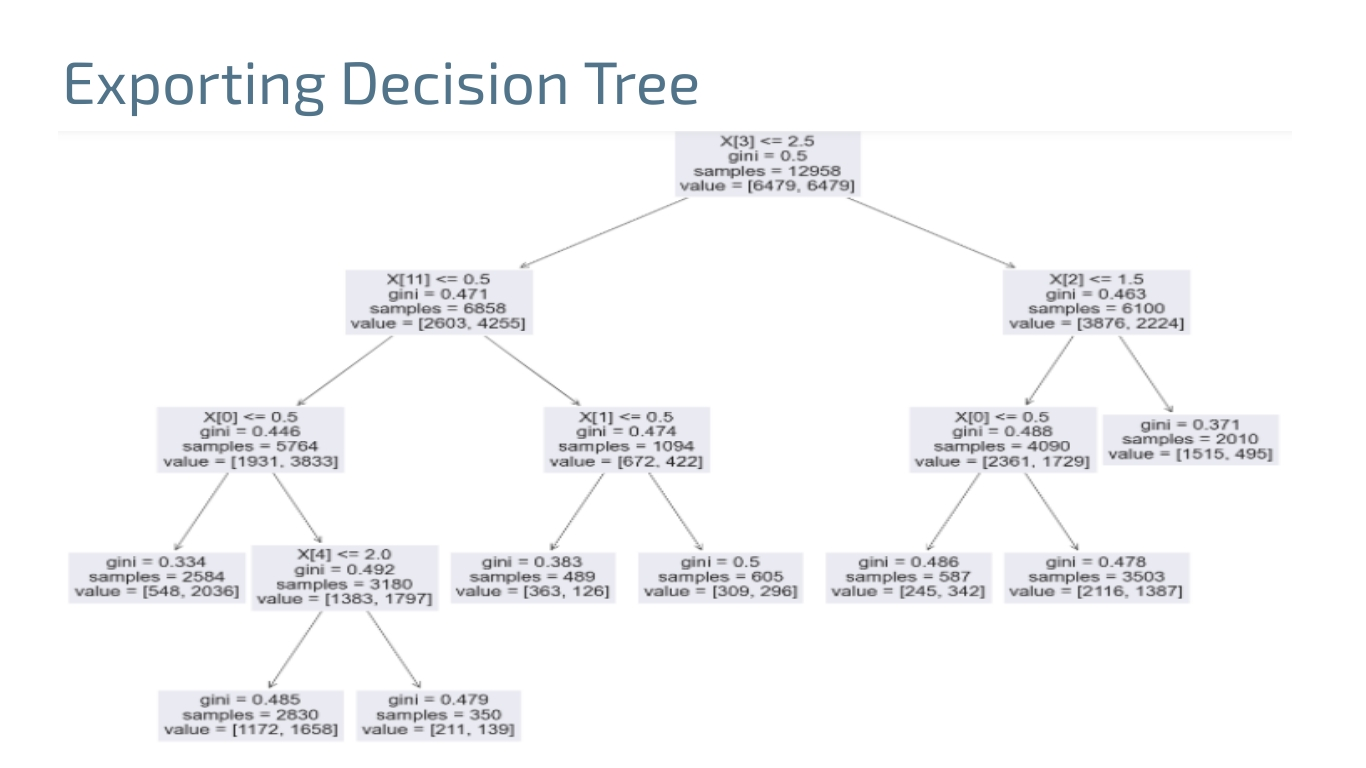 Exporting Decision Tree
X[3] <= 2.5
gini = 0.5
samples = 12958
value = [6479, 6479]
X[11] <= 0.5
gini = 0.471
samples = 6858
value = [2603, 4255]
X[2] <= 1.5
gini = 0.463
samples = 6100
value = [3876, 2224]
X[0] <= 0.5
gini = 0.446
samples = 5764
value = [1931, 3833]
X[1] <= 0.5
gini = 0.474
samples = 1094
value = [672, 422]
X[0] <= 0.5
gini = 0.488
samples = 4090
value = [2361, 1729]
gini = 0.371
samples = 2010
value = [1515, 495]
gini = 0.334
samples = 2584
value = [548, 2036]
X[4] <= 2.0
gini = 0.492
samples = 3180
value = [1383, 1797]
gini = 0.383
samples = 489
value = [363, 126]
gini = 0.5
samples = 605
value = [309, 296]
gini = 0.486
samples = 587
value = [245, 342]
gini = 0.478
samples = 3503
value = [2116, 1387]
gini = 0.485
samples = 2830
value = [1172, 1658]
gini = 0.479
samples = 350
value = [211, 139]